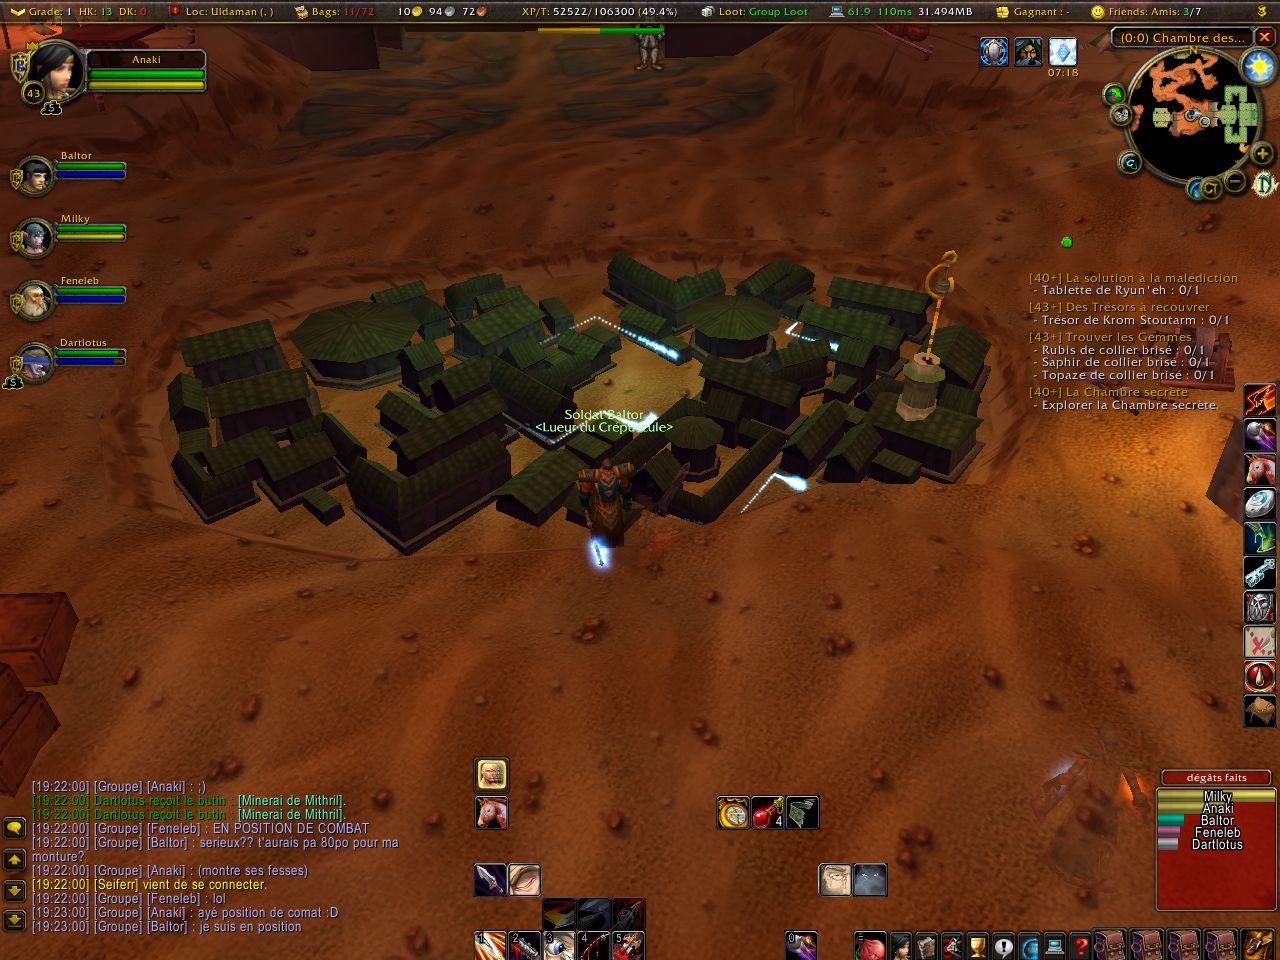 Grade: 1 HK: 13 DK: 0 Loc: Uldaman (, ) Bags: 11/72 10 94 72 XP/T: 52522/106300 (49.4%) Loot: Group Loot 61.9 110ms 31.494MB Gagnant : - Friends: Amis: 3/7
(0:0) Chambre des...
Anaki
43
5
07:18
N
Baltor
Milky
Feneleb
Dartlotus
5
[40+] La solution à la malédiction
- Tablette de Ryun'eh : 0/1
[43+] Des Trésors à recouvrer
- Trésor de Krom Stoutarm : 0/1
[43+] Trouver les Gemmes
- Rubis de collier brisé : 0/1
- Saphir de collier brisé : 0/1
- Topaze de collier brisé : 0/1
[40+] La Chambre secrète
- Explorer la Chambre secrète.
Soldat Baltor
<Lueur du Crépuscule>
dégâts faits
Milky
Anaki
Baltor
Feneleb
Dartlotus
[19:22:00] [Groupe] [Anaki] : ;)
[19:22:00] Dartlotus reçoit le butin : [Minerai de Mithril].
[19:22:00] Dartlotus reçoit le butin : [Minerai de Mithril].
[19:22:00] [Groupe] [Feneleb] : EN POSITION DE COMBAT
[19:22:00] [Groupe] [Baltor] : serieux?? t'aurais pa 80po pour ma
monture?
[19:22:00] [Groupe] [Anaki] : (montre ses fesses)
[19:22:00] [Seiferr] vient de se connecter.
[19:22:00] [Groupe] [Feneleb] : lol
[19:23:00] [Groupe] [Anaki] : ayé position de comat :D
[19:23:00] [Groupe] [Baltor] : je suis en position
4
1 2 3 4 5 0 =